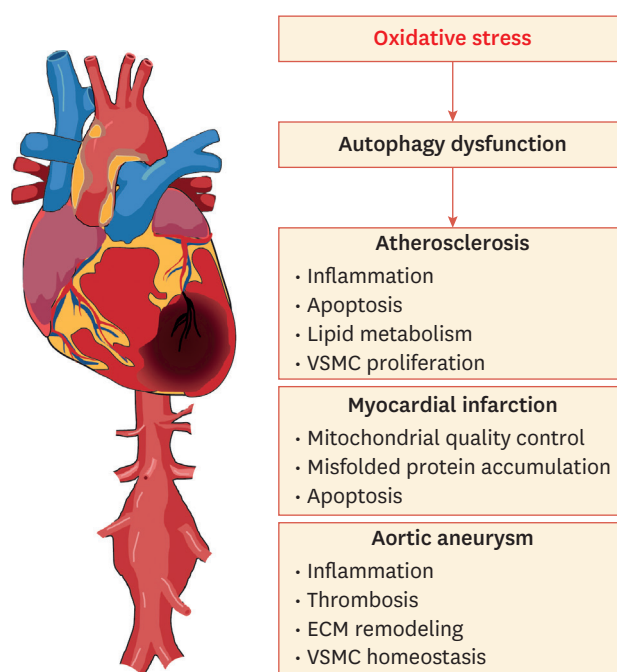 Oxidative stress
Autophagy dysfunction
Atherosclerosis
• Inflammation
• Apoptosis
• Lipid metabolism
• VSMC proliferation
Myocardial infarction
• Mitochondrial quality control
• Misfolded protein accumulation
• Apoptosis
Aortic aneurysm
• Inflammation
• Thrombosis
• ECM remodeling
• VSMC homeostasis